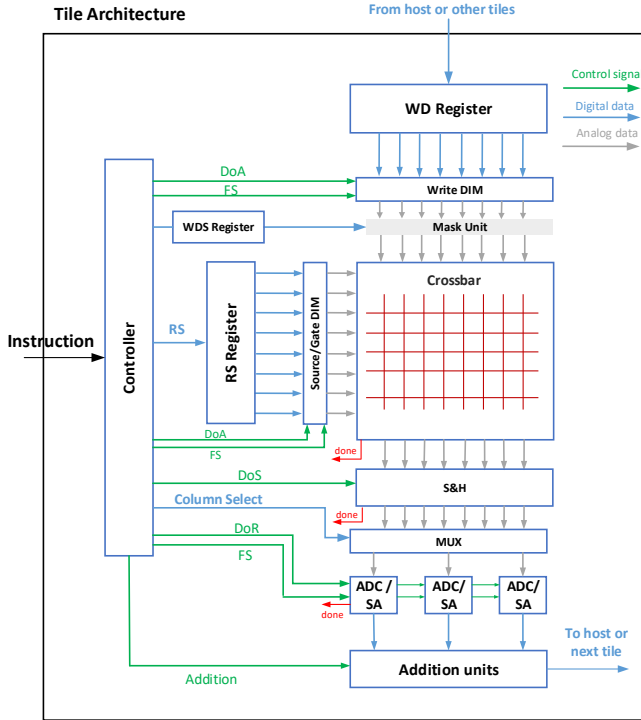 Tile Architecture
From host or other tiles
Control signa
Digital data
Analog data
WD Register
DoA
FS
Write DIM
WDS Register
Mask Unit
Crossbar
Instruction
Controller
RS
RS Register
Source/Gate DIM
DoA
FS
done
DoS
S&H
Column Select
done
DoR
MUX
FS
ADC /
SA
ADC/
SA
ADC/
SA
done
To host or
next tile
Addition units
Addition